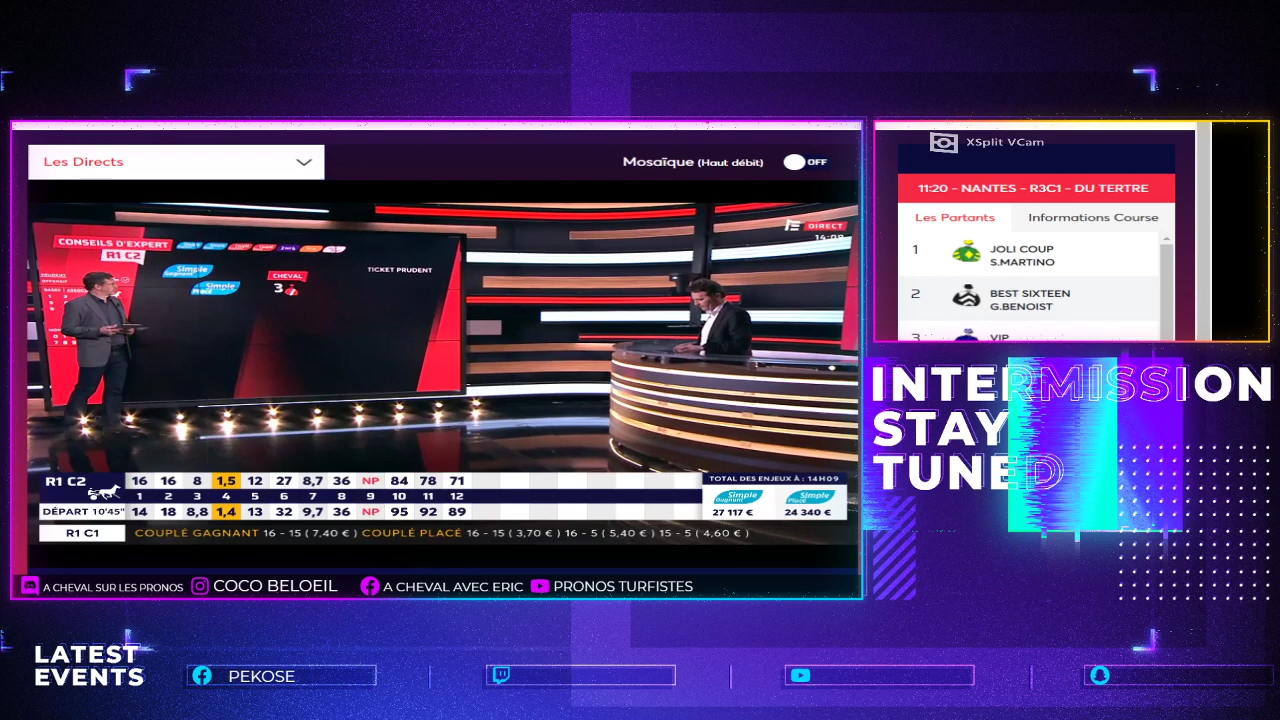 Les Directs
Mosaïque (Haut débit)
OFF
CONSEILS D'EXPERT
R1 C2
Simple
Gagnant
Simple
Placé
CHEVAL
3
TICKET PRUDENT
DIRECT
R1 C2 16 16 8 1,5 12 27 8,7 36 NP 84 78 71
1 2 3 4 5 6 7 8 9 10 11 12
DÉPART 10'45" 14 18 8,8 1,4 13 32 9,7 36 NP 95 92 89
TOTAL DES ENJEUX À : 14H09
Simple Gagnant Simple Placé
27 117 € 24 340 €
R1 C1 COUPLÉ GAGNANT 16 - 15 ( 7,40 € ) COUPLÉ PLACÉ 16 - 15 ( 3,70 € ) 16 - 5 ( 5,40 € ) 15 - 5 ( 4,60 € )
A CHEVAL SUR LES PRONOS COCO BELOEIL A CHEVAL AVEC ERIC PRONOS TURFISTES
XSplit VCam
11:20 - NANTES - R3C1 - DU TERTRE
Les Partants Informations Course
1 JOLI COUP
S.MARTINO
2 BEST SIXTEEN
G.BENOIST
3 VIP
INTERMISSION
STAY
TUNED
LATEST
EVENTS
PEKOSE